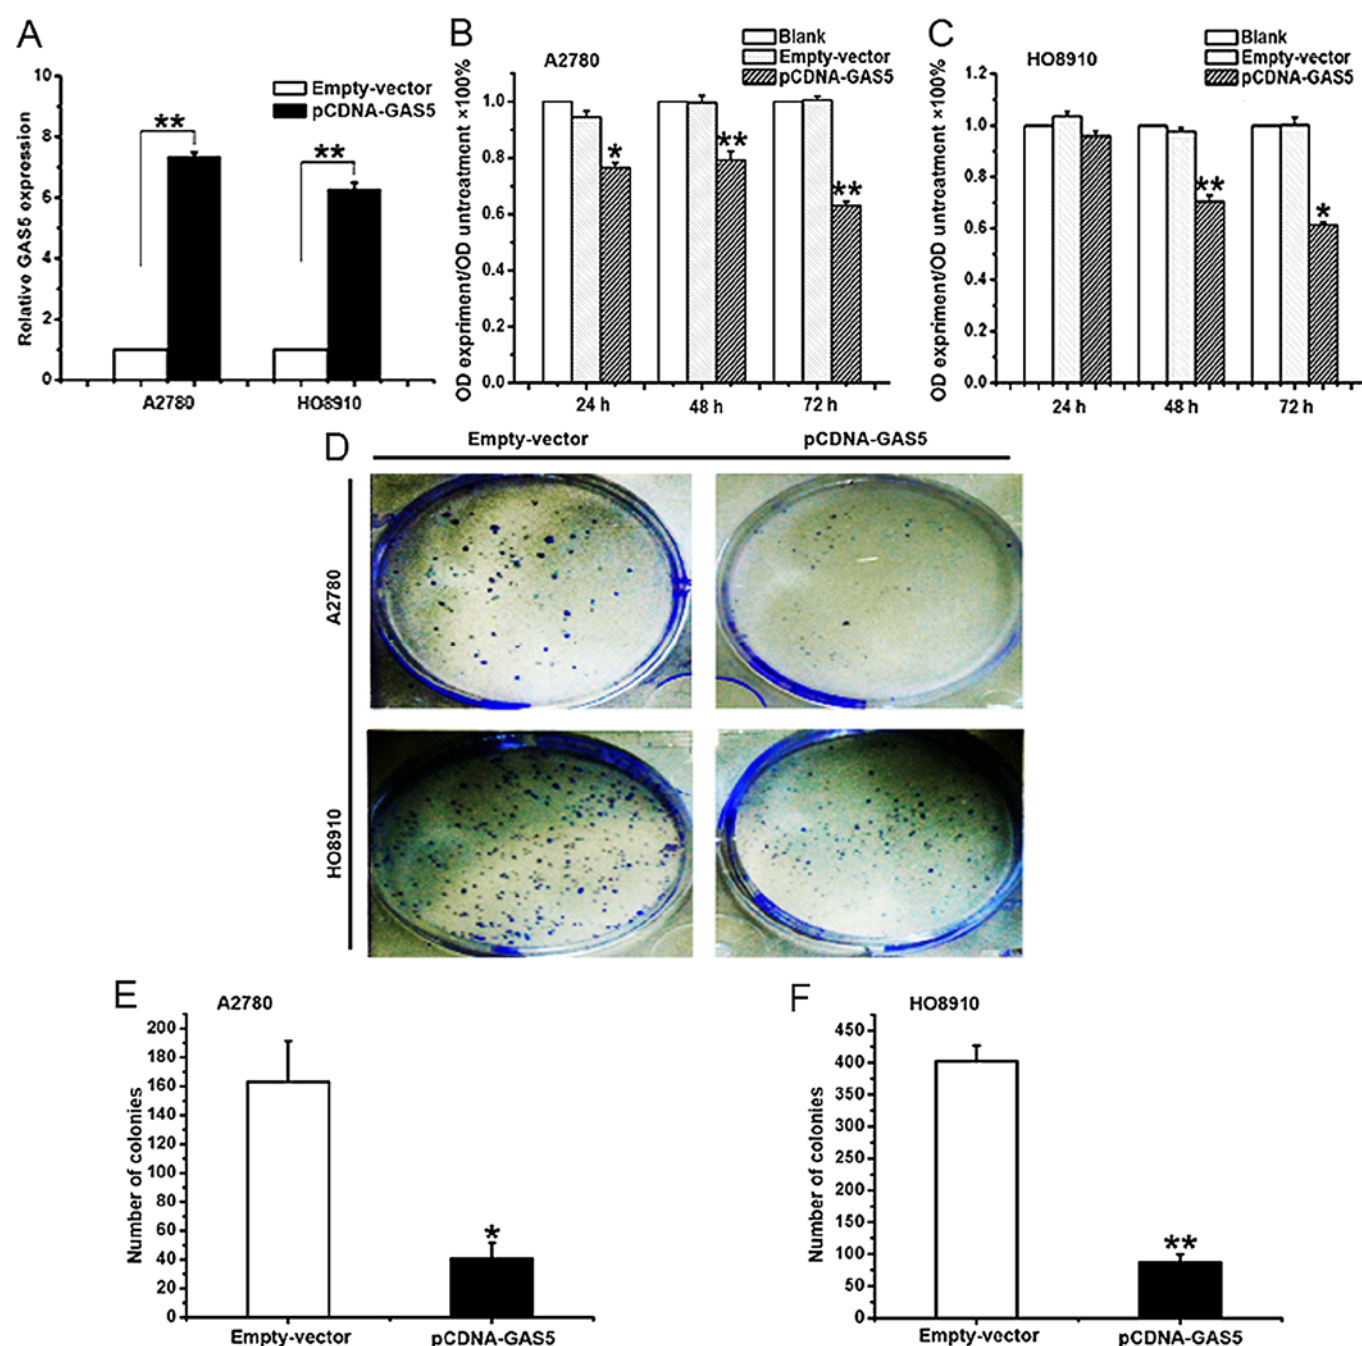 A
Empty-vector
pCDNA-GAS5
Relative GAS5 expression
10
8
6
4
2
0
**
**
A2780
HO8910
B
A2780
Blank
Empty-vector
pCDNA-GAS5
OD expriment/OD untreatment ×100%
1.0
0.8
0.6
0.4
0.2
0.0
*
**
**
24 h
48 h
72 h
C
HO8910
Blank
Empty-vector
pCDNA-GAS5
OD expriment/OD untreatment ×100%
1.2
1.0
0.8
0.6
0.4
0.2
0.0
**
*
24 h
48 h
72 h
D
Empty-vector
pCDNA-GAS5
A2780
HO8910
E
A2780
Number of colonies
200
180
160
140
120
100
80
60
40
20
0
*
Empty-vector
pCDNA-GAS5
F
HO8910
Number of colonies
450
400
350
300
250
200
150
100
50
0
**
Empty-vector
pCDNA-GAS5